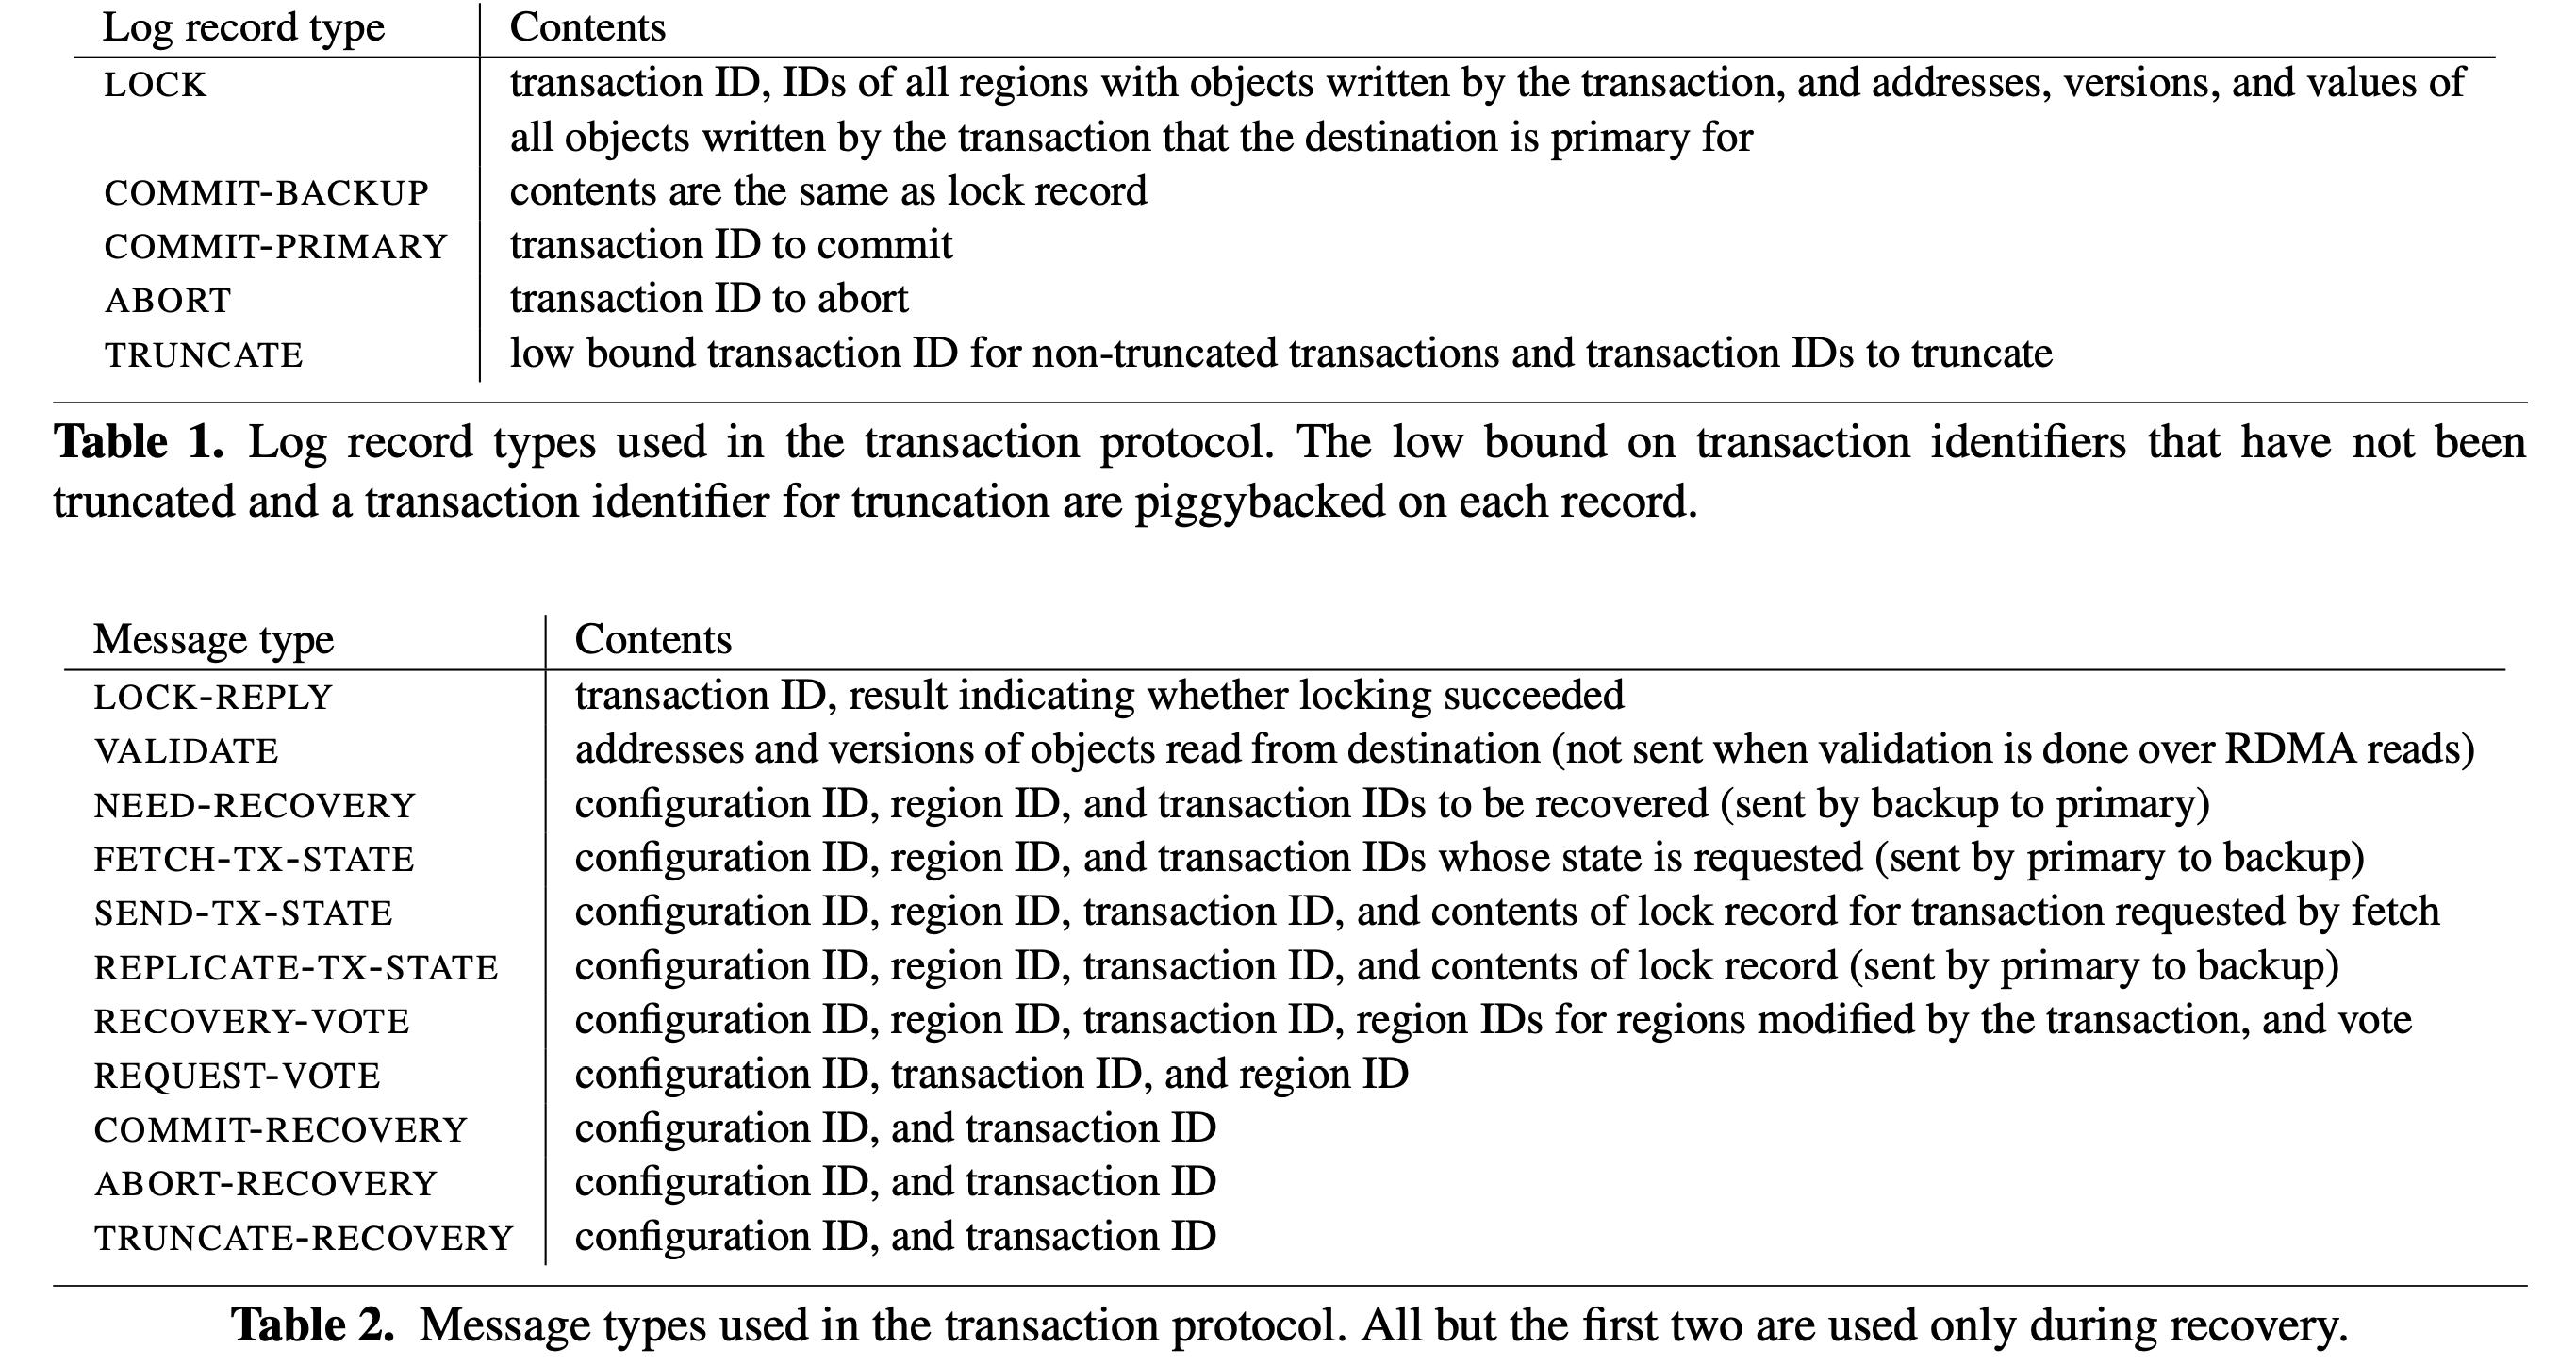 Log record type Contents
LOCK transaction ID, IDs of all regions with objects written by the transaction, and addresses, versions, and values of
all objects written by the transaction that the destination is primary for
COMMIT-BACKUP contents are the same as lock record
COMMIT-PRIMARY transaction ID to commit
ABORT transaction ID to abort
TRUNCATE low bound transaction ID for non-truncated transactions and transaction IDs to truncate
Table 1. Log record types used in the transaction protocol. The low bound on transaction identifiers that have not been
truncated and a transaction identifier for truncation are piggybacked on each record.
Message type Contents
LOCK-REPLY transaction ID, result indicating whether locking succeeded
VALIDATE addresses and versions of objects read from destination (not sent when validation is done over RDMA reads)
NEED-RECOVERY configuration ID, region ID, and transaction IDs to be recovered (sent by backup to primary)
FETCH-TX-STATE configuration ID, region ID, and transaction IDs whose state is requested (sent by primary to backup)
SEND-TX-STATE configuration ID, region ID, transaction ID, and contents of lock record for transaction requested by fetch
REPLICATE-TX-STATE configuration ID, region ID, transaction ID, and contents of lock record (sent by primary to backup)
RECOVERY-VOTE configuration ID, region ID, transaction ID, region IDs for regions modified by the transaction, and vote
REQUEST-VOTE configuration ID, transaction ID, and region ID
COMMIT-RECOVERY configuration ID, and transaction ID
ABORT-RECOVERY configuration ID, and transaction ID
TRUNCATE-RECOVERY configuration ID, and transaction ID
Table 2. Message types used in the transaction protocol. All but the first two are used only during recovery.